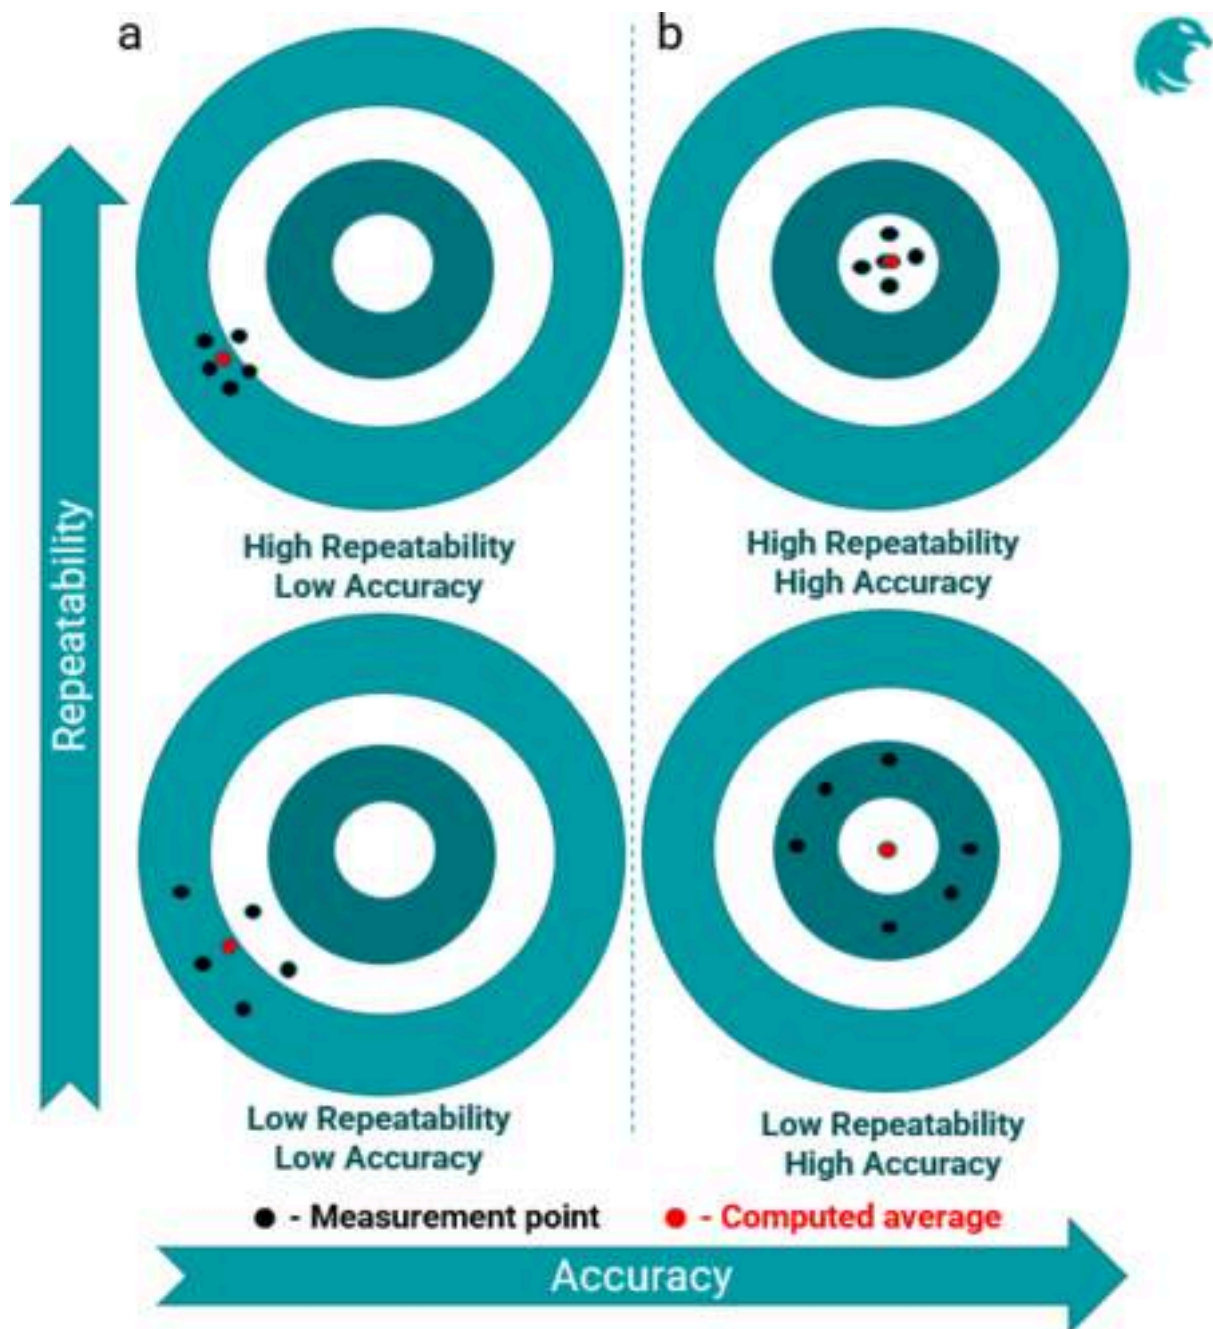 a
b
Repeatability
High Repeatability
Low Accuracy
High Repeatability
High Accuracy
Low Repeatability
Low Accuracy
Low Repeatability
High Accuracy
- Measurement point
- Computed average
Accuracy